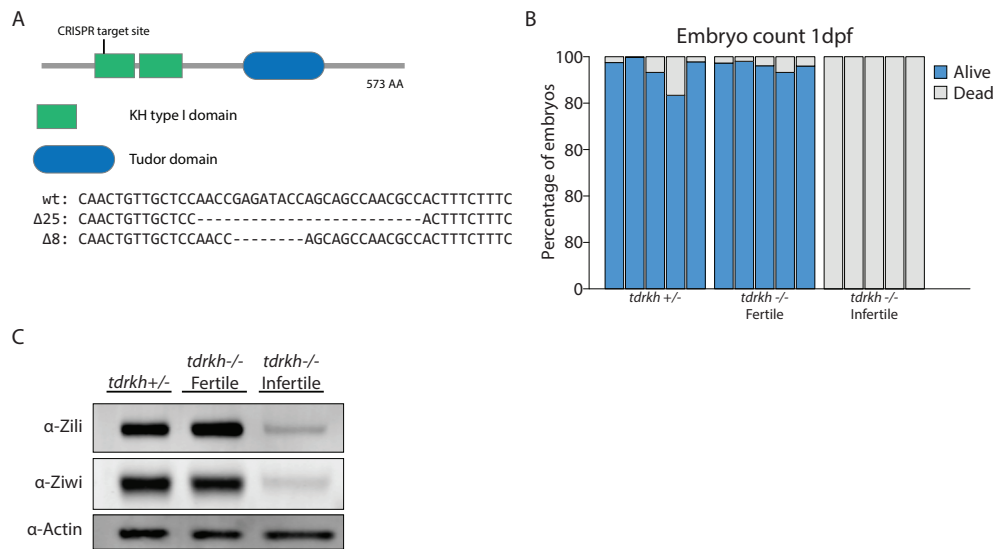 A
CRISPR target site
573 AA
KH type I domain
Tudor domain
wt: CAACTGTTGCTCCAACCGAGATACCAGCAGCCAACGCCACTTTCTTTC
Δ25: CAACTGTTGCTCC-------------------------ACTTTCTTTC
Δ8: CAACTGTTGCTCCAACC--------AGCAGCCAACGCCACTTTCTTTC
B
Embryo count 1dpf
Percentage of embryos
100
80
80
80
80
0
Alive
Dead
tdrkh +/-
tdrkh -/-
Fertile
tdrkh -/-
Infertile
C
tdrkh+/-
tdrkh-/-
Fertile
tdrkh-/-
Infertile
α-Zili
α-Ziwi
α-Actin